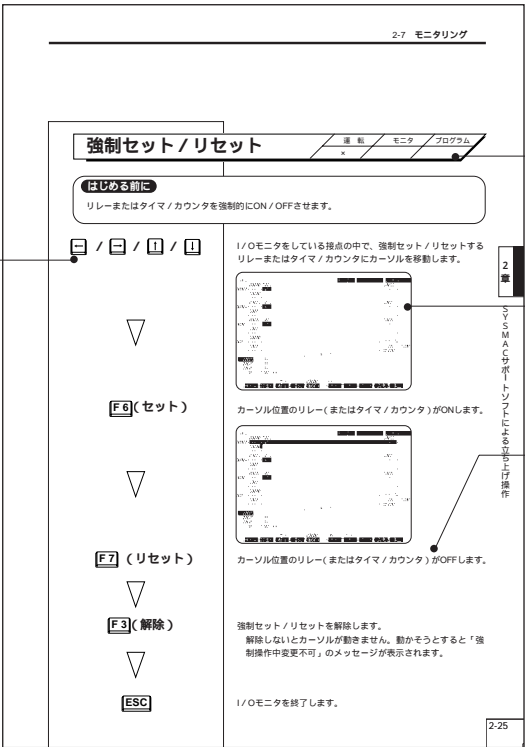 2-7 モニタリング
強制セット / リセット
運 転 モニタ プログラム
×
はじめる前に
リレーまたはタイマ / カウンタを強制的にON / OFFさせます。
← / → / ↑ / ↓
I / Oモニタをしている接点の中で、強制セット / リセットする
リレーまたはタイマ / カウンタにカーソルを移動します。
F 6 ( セット )
カーソル位置のリレー( またはタイマ / カウンタ ) がONします。
F 7 ( リセット )
カーソル位置のリレー( またはタイマ / カウンタ ) がOFFします。
F 3 ( 解除 )
強制セット / リセットを解除します。
解除しないとカーソルが動きません。動かそうとすると「強
制操作中変更不可」のメッセージが表示されます。
ESC
I / Oモニタを終了します。
2
章
SYSMACサポートソフトによる立ち上げ操作
2-25